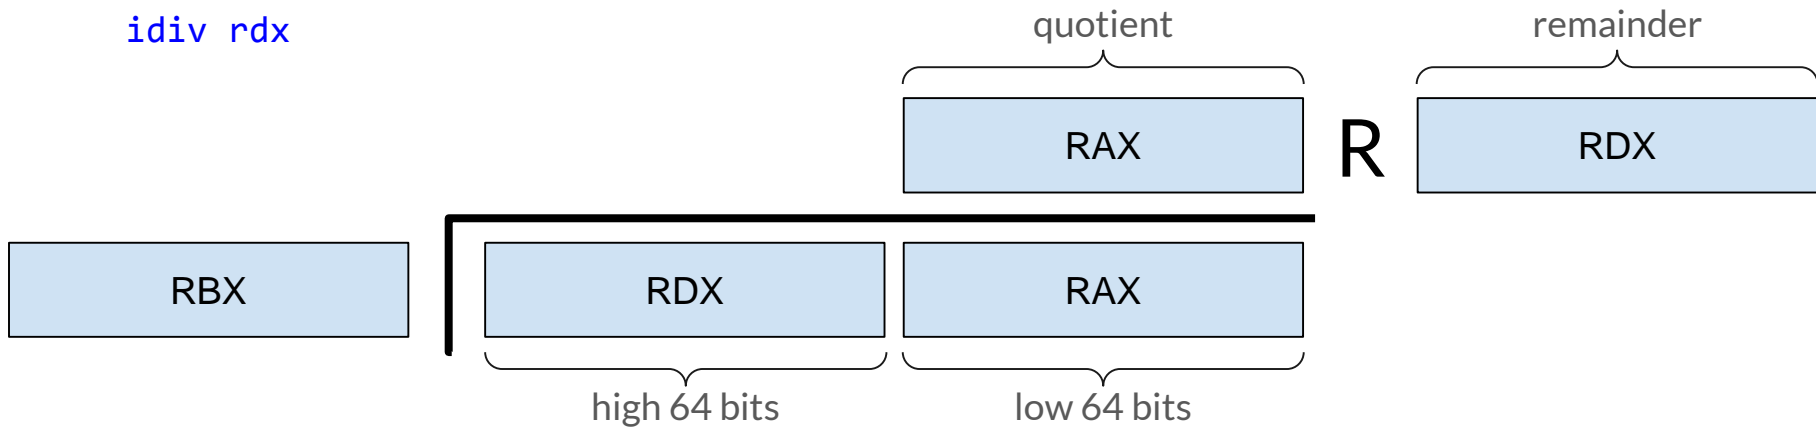 idiv rdx
quotient
remainder
RAX
R
RDX
RBX
RDX
RAX
high 64 bits
low 64 bits